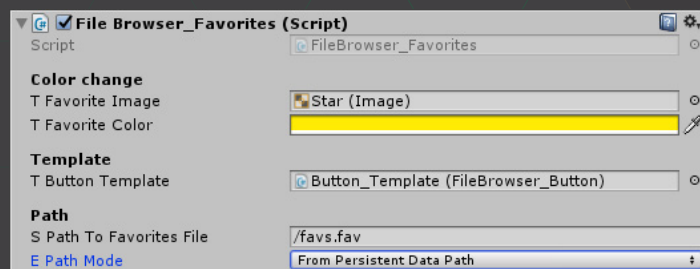 File Browser_Favorites (Script)
Script FileBrowser_Favorites
Color change
T Favorite Image Star (Image)
T Favorite Color
Template
T Button Template Button_Template (FileBrowser_Button)
Path
S Path To Favorites File /favs.fav
E Path Mode From Persistent Data Path